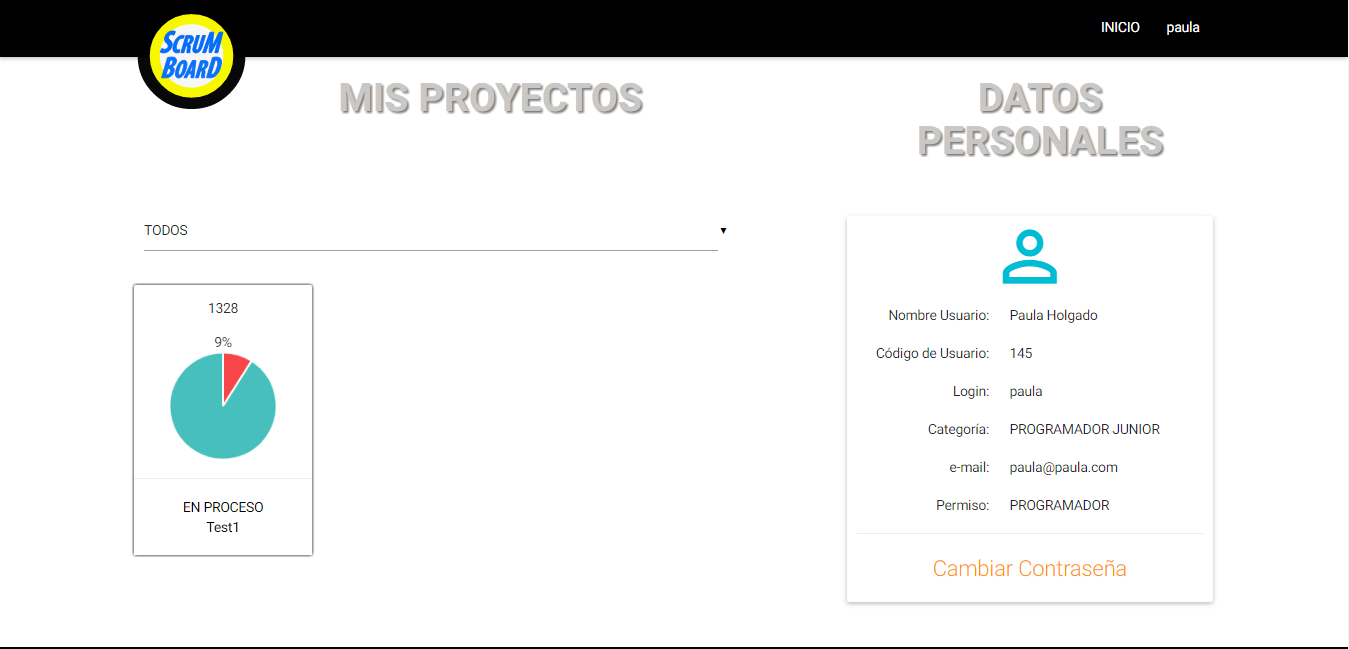 SCRUM
BOARD
INICIO
paula
MIS PROYECTOS
TODOS
1328
9%
EN PROCESO
Test1
DATOS
PERSONALES
Nombre Usuario: Paula Holgado
Código de Usuario: 145
Login: paula
Categoría: PROGRAMADOR JUNIOR
e-mail: paula@paula.com
Permiso: PROGRAMADOR
Cambiar Contraseña